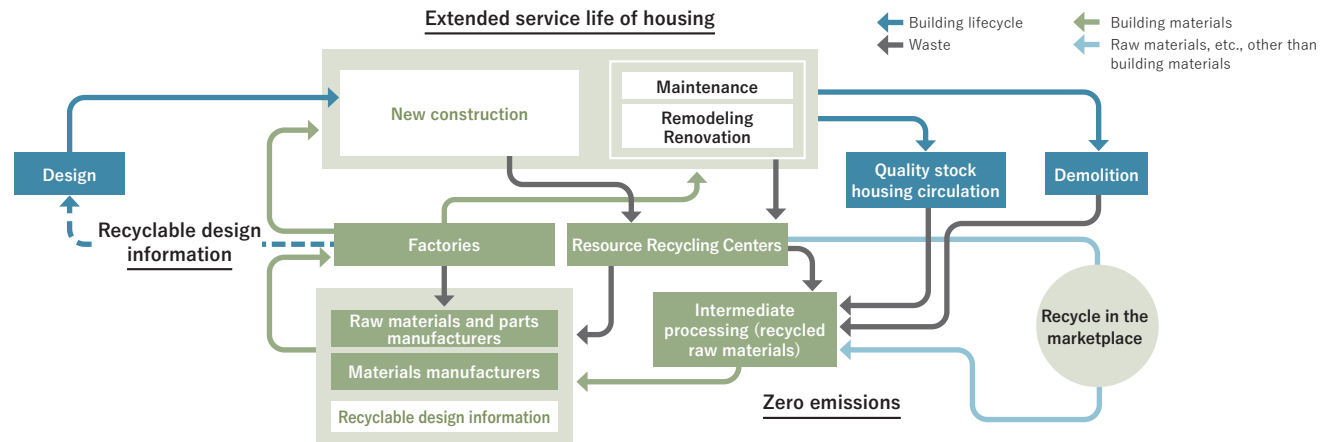 Extended service life of housing
Building lifecycle
Waste
Building materials
Raw materials, etc., other than
building materials
New construction
Maintenance
Remodeling
Renovation
Design
Quality stock
housing circulation
Demolition
Recyclable design
information
Factories
Resource Recycling Centers
Raw materials and parts
manufacturers
Materials manufacturers
Recyclable design information
Intermediate
processing (recycled
raw materials)
Recycle in the
marketplace
Zero emissions